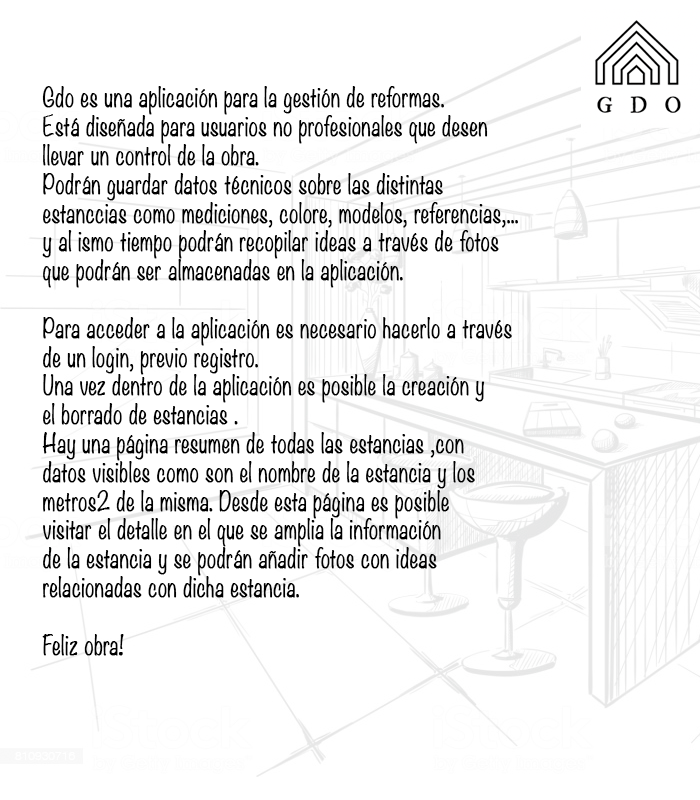 G D O
Gdo es una aplicación para la gestión de reformas.
Está diseñada para usuarios no profesionales que desen
llevar un control de la obra.
Podrán guardar datos técnicos sobre las distintas
estanccias como mediciones, colore, modelos, referencias,...
y al ismo tiempo podrán recopilar ideas a través de fotos
que podrán ser almacenadas en la aplicación.
Para acceder a la aplicación es necesario hacerlo a través
de un login, previo registro.
Una vez dentro de la aplicación es posible la creación y
el borrado de estancias .
Hay una página resumen de todas las estancias ,con
datos visibles como son el nombre de la estancia y los
metros2 de la misma. Desde esta página es posible
visitar el detalle en el que se amplia la información
de la estancia y se podrán añadir fotos con ideas
relacionadas con dicha estancia.
Feliz obra!